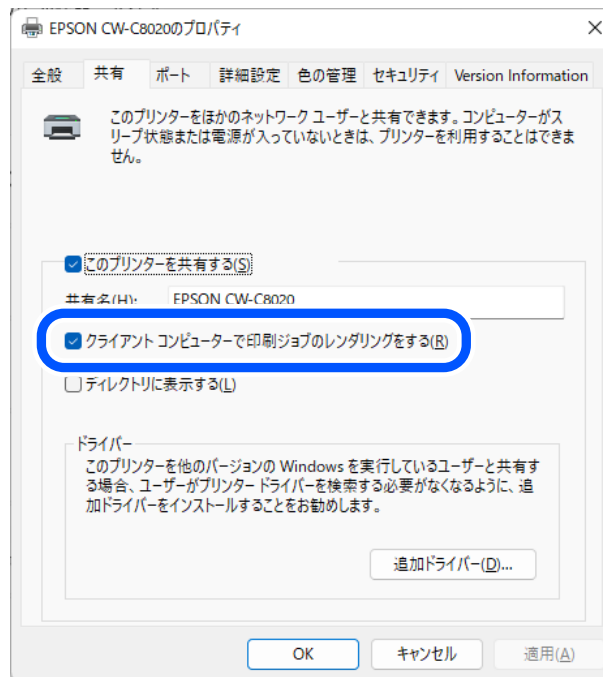 EPSON CW-C8020のプロパティ
全般 共有 ポート 詳細設定 色の管理 セキュリティ Version Information
このプリンターをほかのネットワーク ユーザーと共有できます。コンピューターがス
リープ状態または電源が入っていないときは、プリンターを利用することはできま
せん。
このプリンターを共有する(S)
共有名(H): EPSON CW-C8020
クライアント コンピューターで印刷ジョブのレンダリングをする(R)
ディレクトリに表示する(L)
ドライバー
このプリンターを他のバージョンの Windows を実行しているユーザーと共有す
る場合、ユーザーがプリンター ドライバーを検索する必要がなくなるように、追
加ドライバーをインストールすることをお勧めします。
追加ドライバー(D)...
OK キャンセル 適用(A)